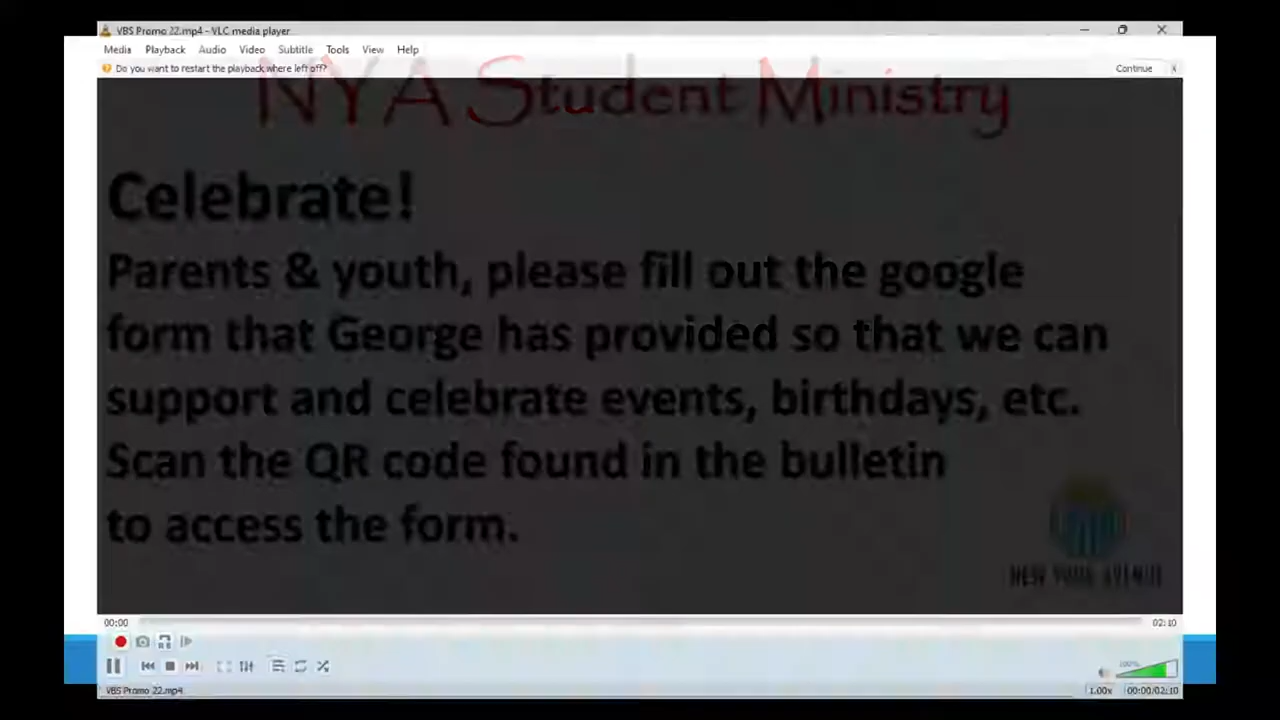 VBS Promo 22.mp4 - VLC media player
Media Playback Audio Video Subtitle Tools View Help
Do you want to restart the playback where left off? Continue
NYA Student Ministry
Celebrate!
Parents & youth, please fill out the google
form that George has provided so that we can
support and celebrate events, birthdays, etc.
Scan the QR code found in the bulletin
to access the form.
NEW YORK AVENUE
00:00 02:10
100%
VBS Promo 22.mp4 1.00x 00:00/02:10